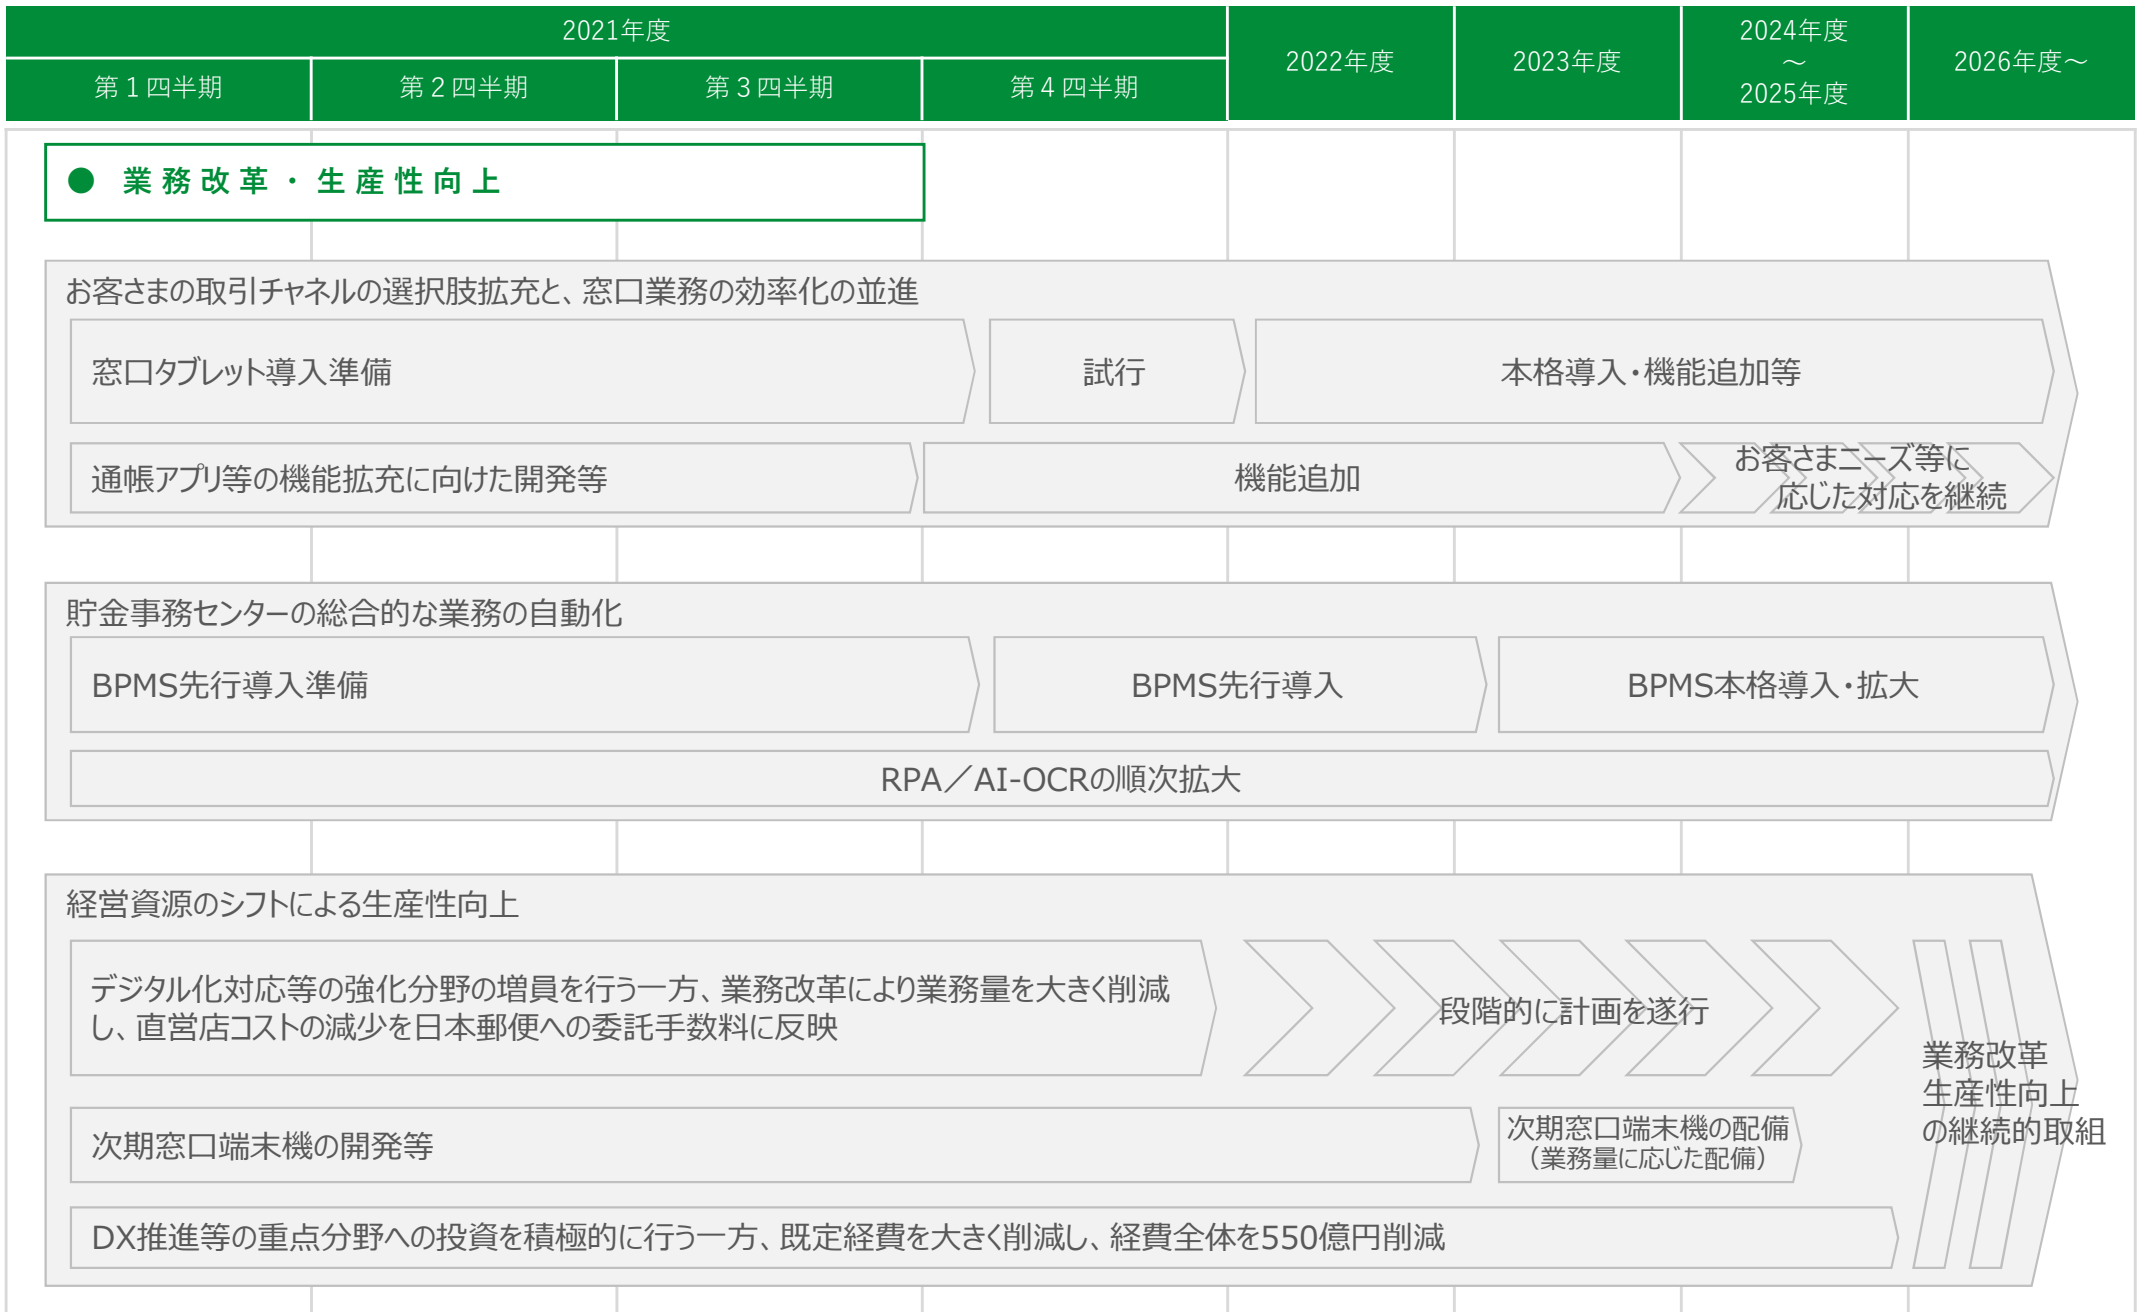 2021年度
2022年度
2023年度
2024年度
～
2025年度
2026年度～
第１四半期
第２四半期
第３四半期
第４四半期
● 業務改革・生産性向上
お客さまの取引チャネルの選択肢拡充と、窓口業務の効率化の並進
窓口タブレット導入準備
試行
本格導入・機能追加等
通帳アプリ等の機能拡充に向けた開発等
機能追加
お客さまニーズ等に
応じた対応を継続
貯金事務センターの総合的な業務の自動化
BPMS先行導入準備
BPMS先行導入
BPMS本格導入・拡大
RPA／AI-OCRの順次拡大
経営資源のシフトによる生産性向上
デジタル化対応等の強化分野の増員を行う一方、業務改革により業務量を大きく削減
し、直営店コストの減少を日本郵便への委託手数料に反映
段階的に計画を遂行
業務改革
生産性向上
の継続的取組
次期窓口端末機の開発等
次期窓口端末機の配備
（業務量に応じた配備）
DX推進等の重点分野への投資を積極的に行う一方、既定経費を大きく削減し、経費全体を550億円削減